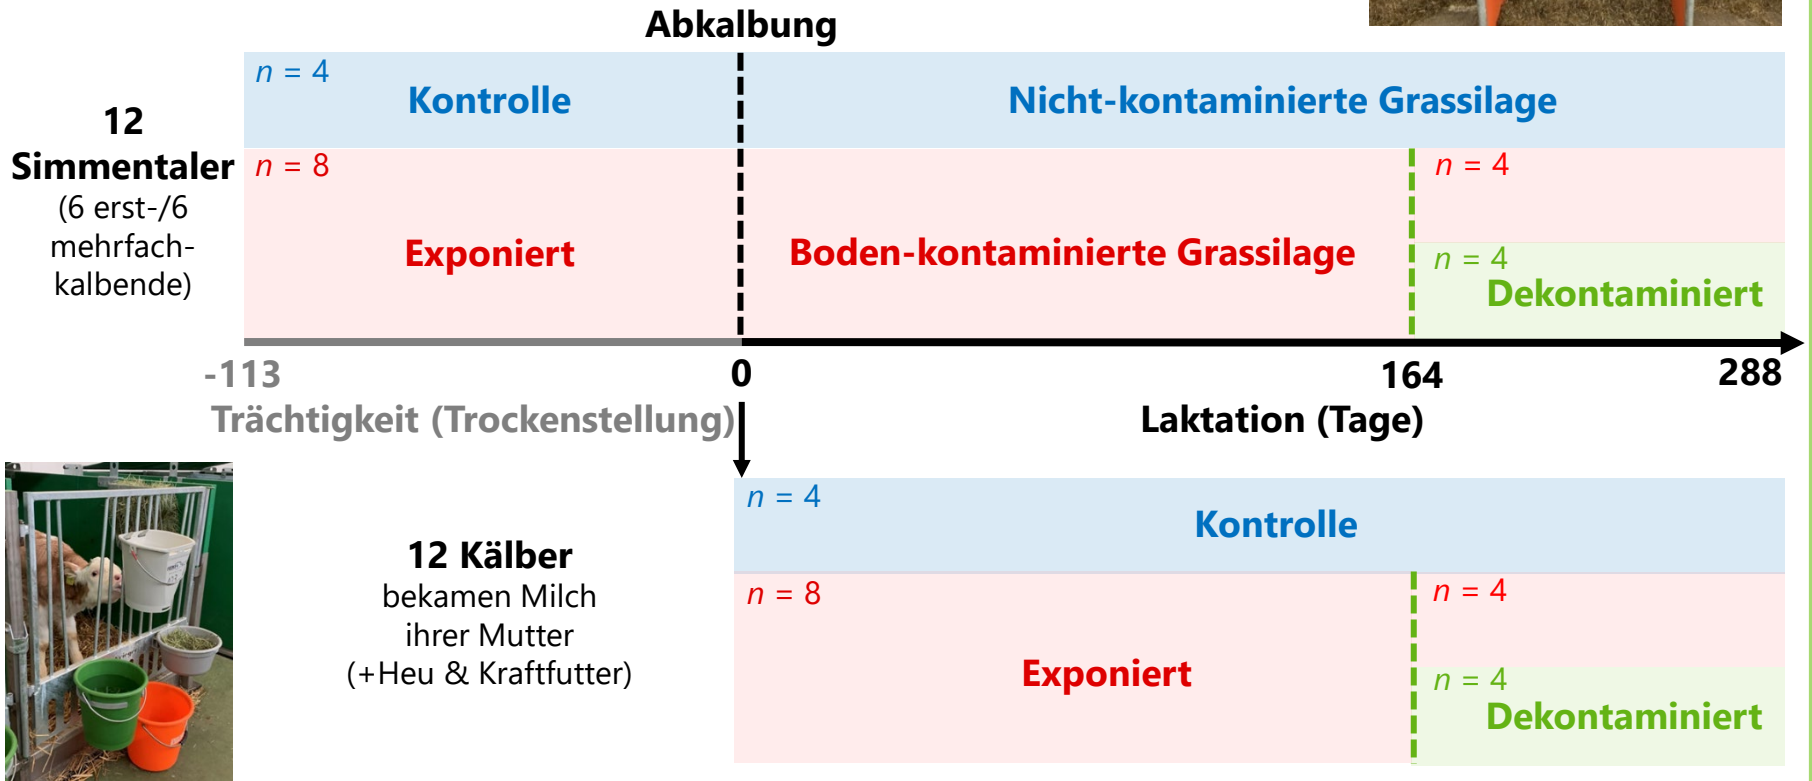 Abkalbung
n = 4
Kontrolle
Nicht-kontaminierte Grassilage
12
Simmentaler
(6 erst-/6
mehrfach-
kalbende)
n = 8
Exponiert
Boden-kontaminierte Grassilage
n = 4
n = 4
Dekontaminiert
-113
0
164
288
Trächtigkeit (Trockenstellung)
Laktation (Tage)
12 Kälber
bekamen Milch
ihrer Mutter
(+Heu & Kraftfutter)
n = 4
Kontrolle
n = 8
Exponiert
n = 4
n = 4
Dekontaminiert